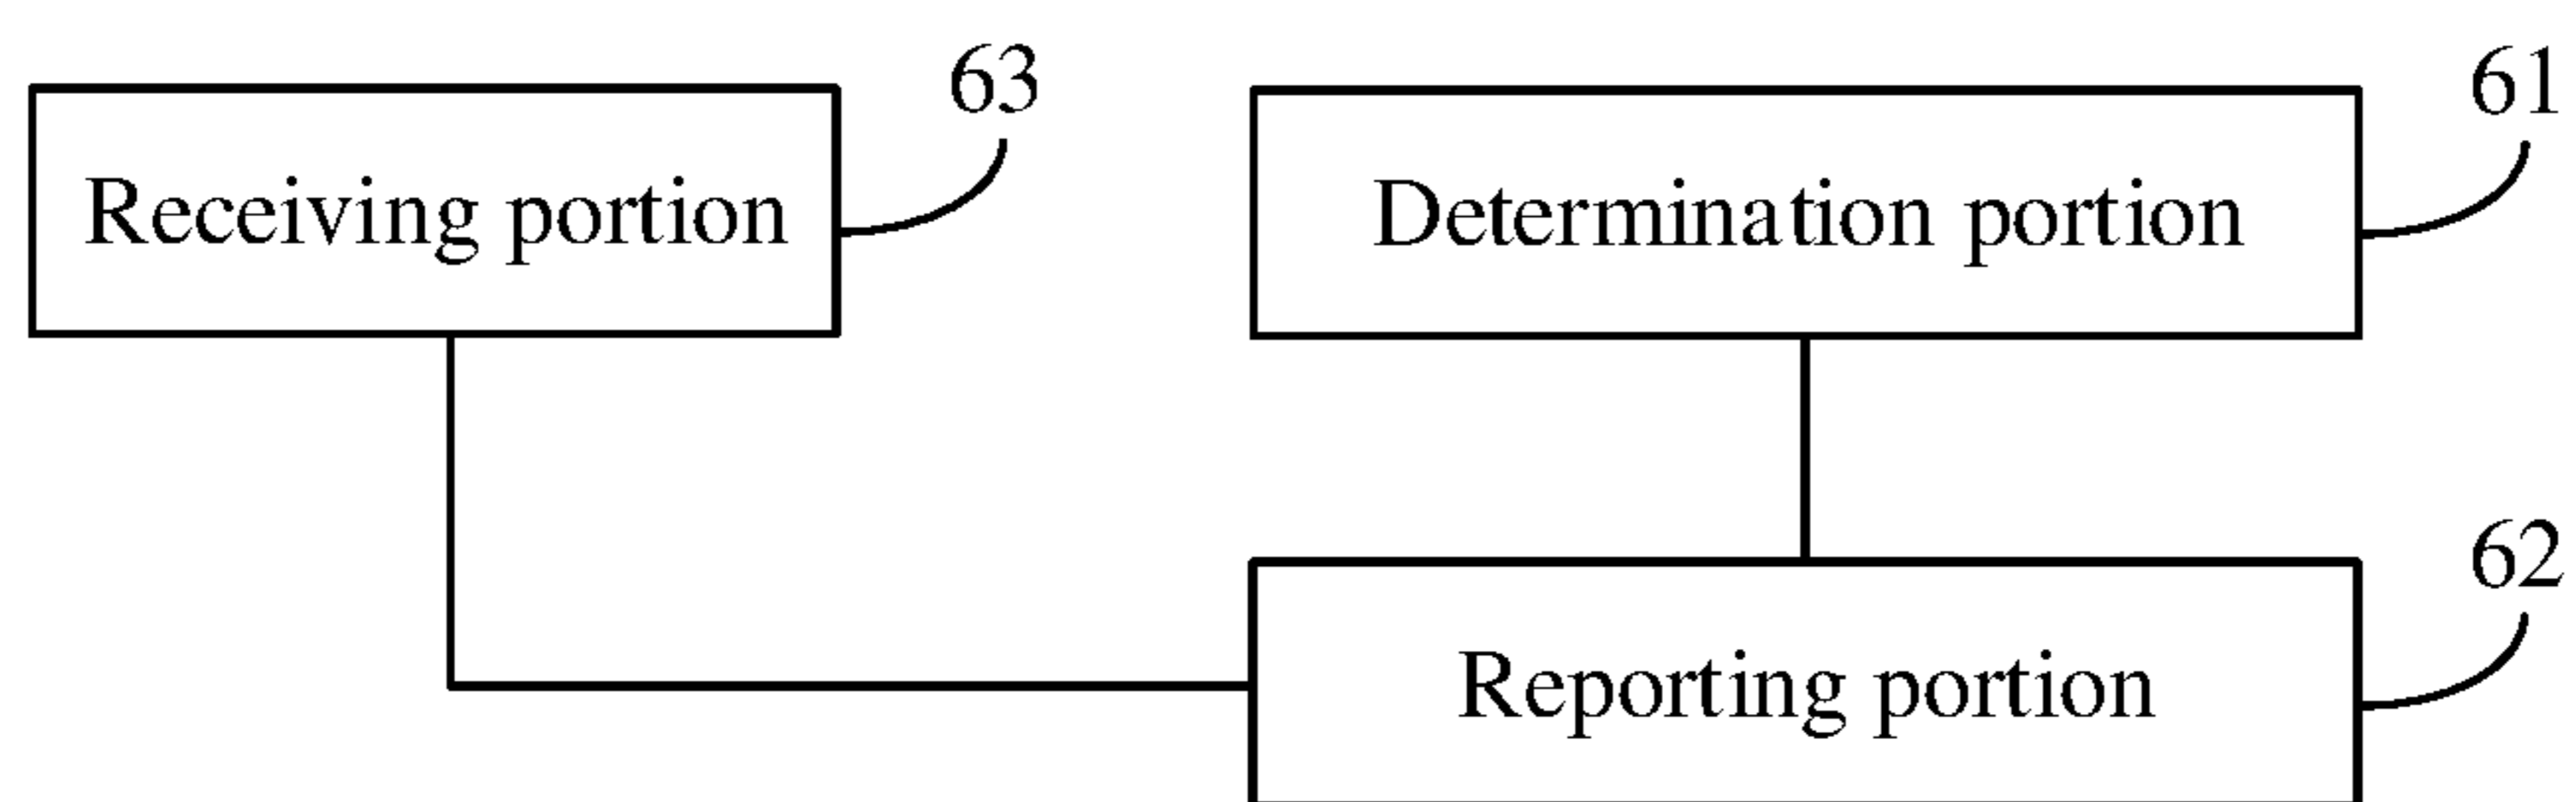 63
61
Receiving portion
Determination portion
62
Reporting portion